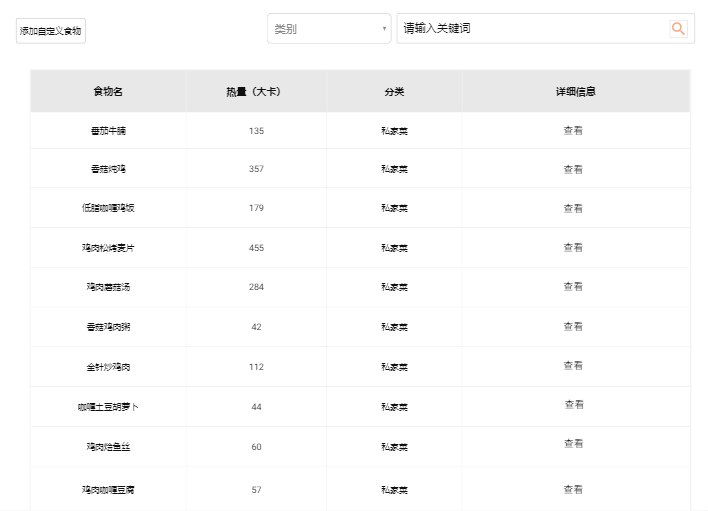 添加自定义食物 类别 请输入关键词
食物名 热量（大卡） 分类 详细信息
番茄牛腩 135 私家菜 查看
香菇炖鸡 357 私家菜 查看
低脂咖喱鸡饭 179 私家菜 查看
鸡肉松烤麦片 455 私家菜 查看
鸡肉蘑菇汤 284 私家菜 查看
香菇鸡肉粥 42 私家菜 查看
金针炒鸡肉 112 私家菜 查看
咖喱土豆胡萝卜 44 私家菜 查看
鸡肉烩鱼丝 60 私家菜 查看
鸡肉咖喱豆腐 57 私家菜 查看